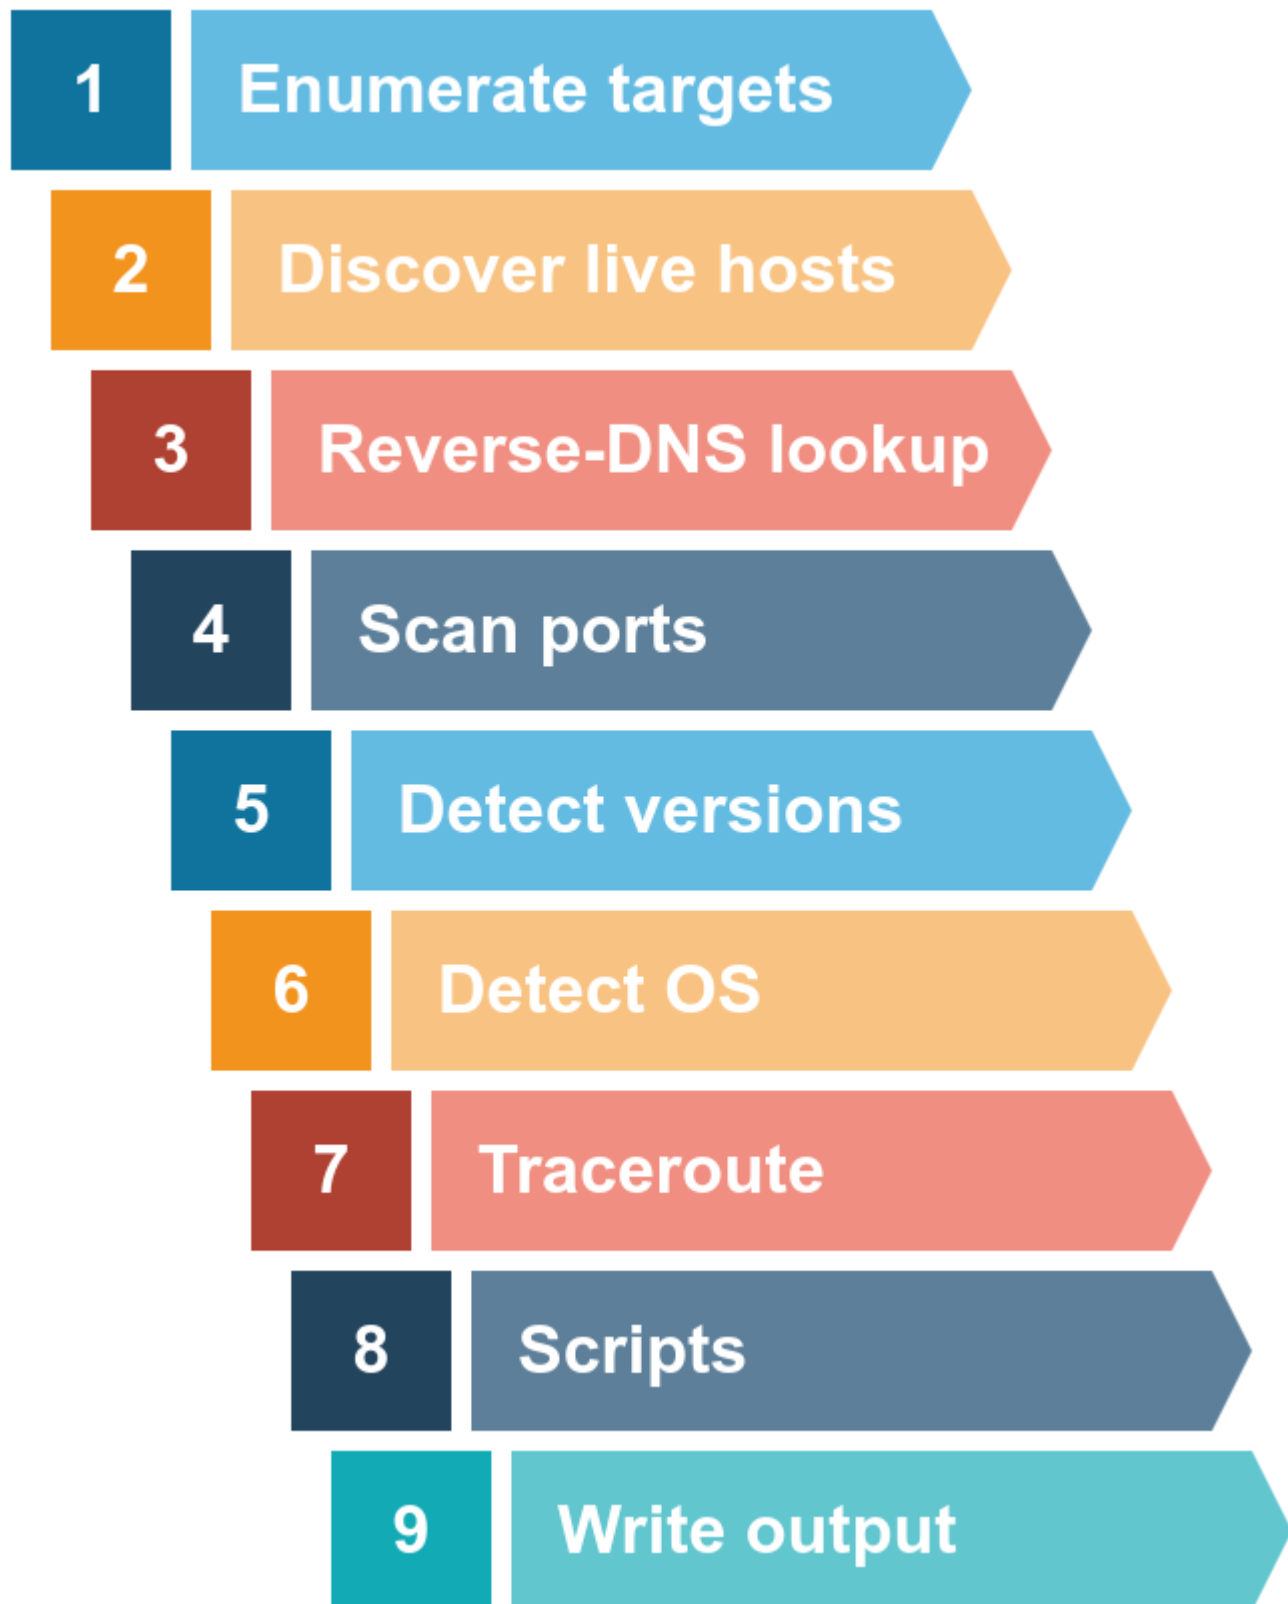 1 Enumerate targets
2 Discover live hosts
3 Reverse-DNS lookup
4 Scan ports
5 Detect versions
6 Detect OS
7 Traceroute
8 Scripts
9 Write output